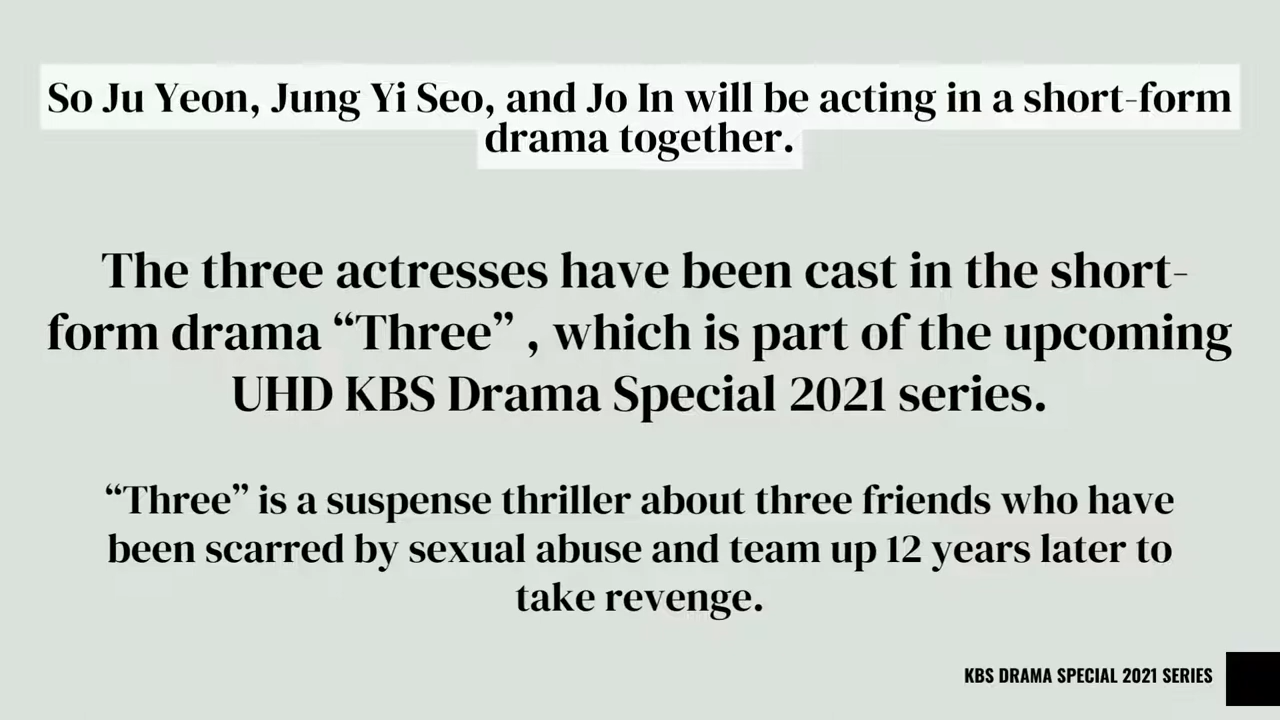 So Ju Yeon, Jung Yi Seo, and Jo In will be acting in a short-form
drama together.
The three actresses have been cast in the short-
form drama “Three” , which is part of the upcoming
UHD KBS Drama Special 2021 series.
“Three” is a suspense thriller about three friends who have
been scarred by sexual abuse and team up 12 years later to
take revenge.
KBS DRAMA SPECIAL 2021 SERIES